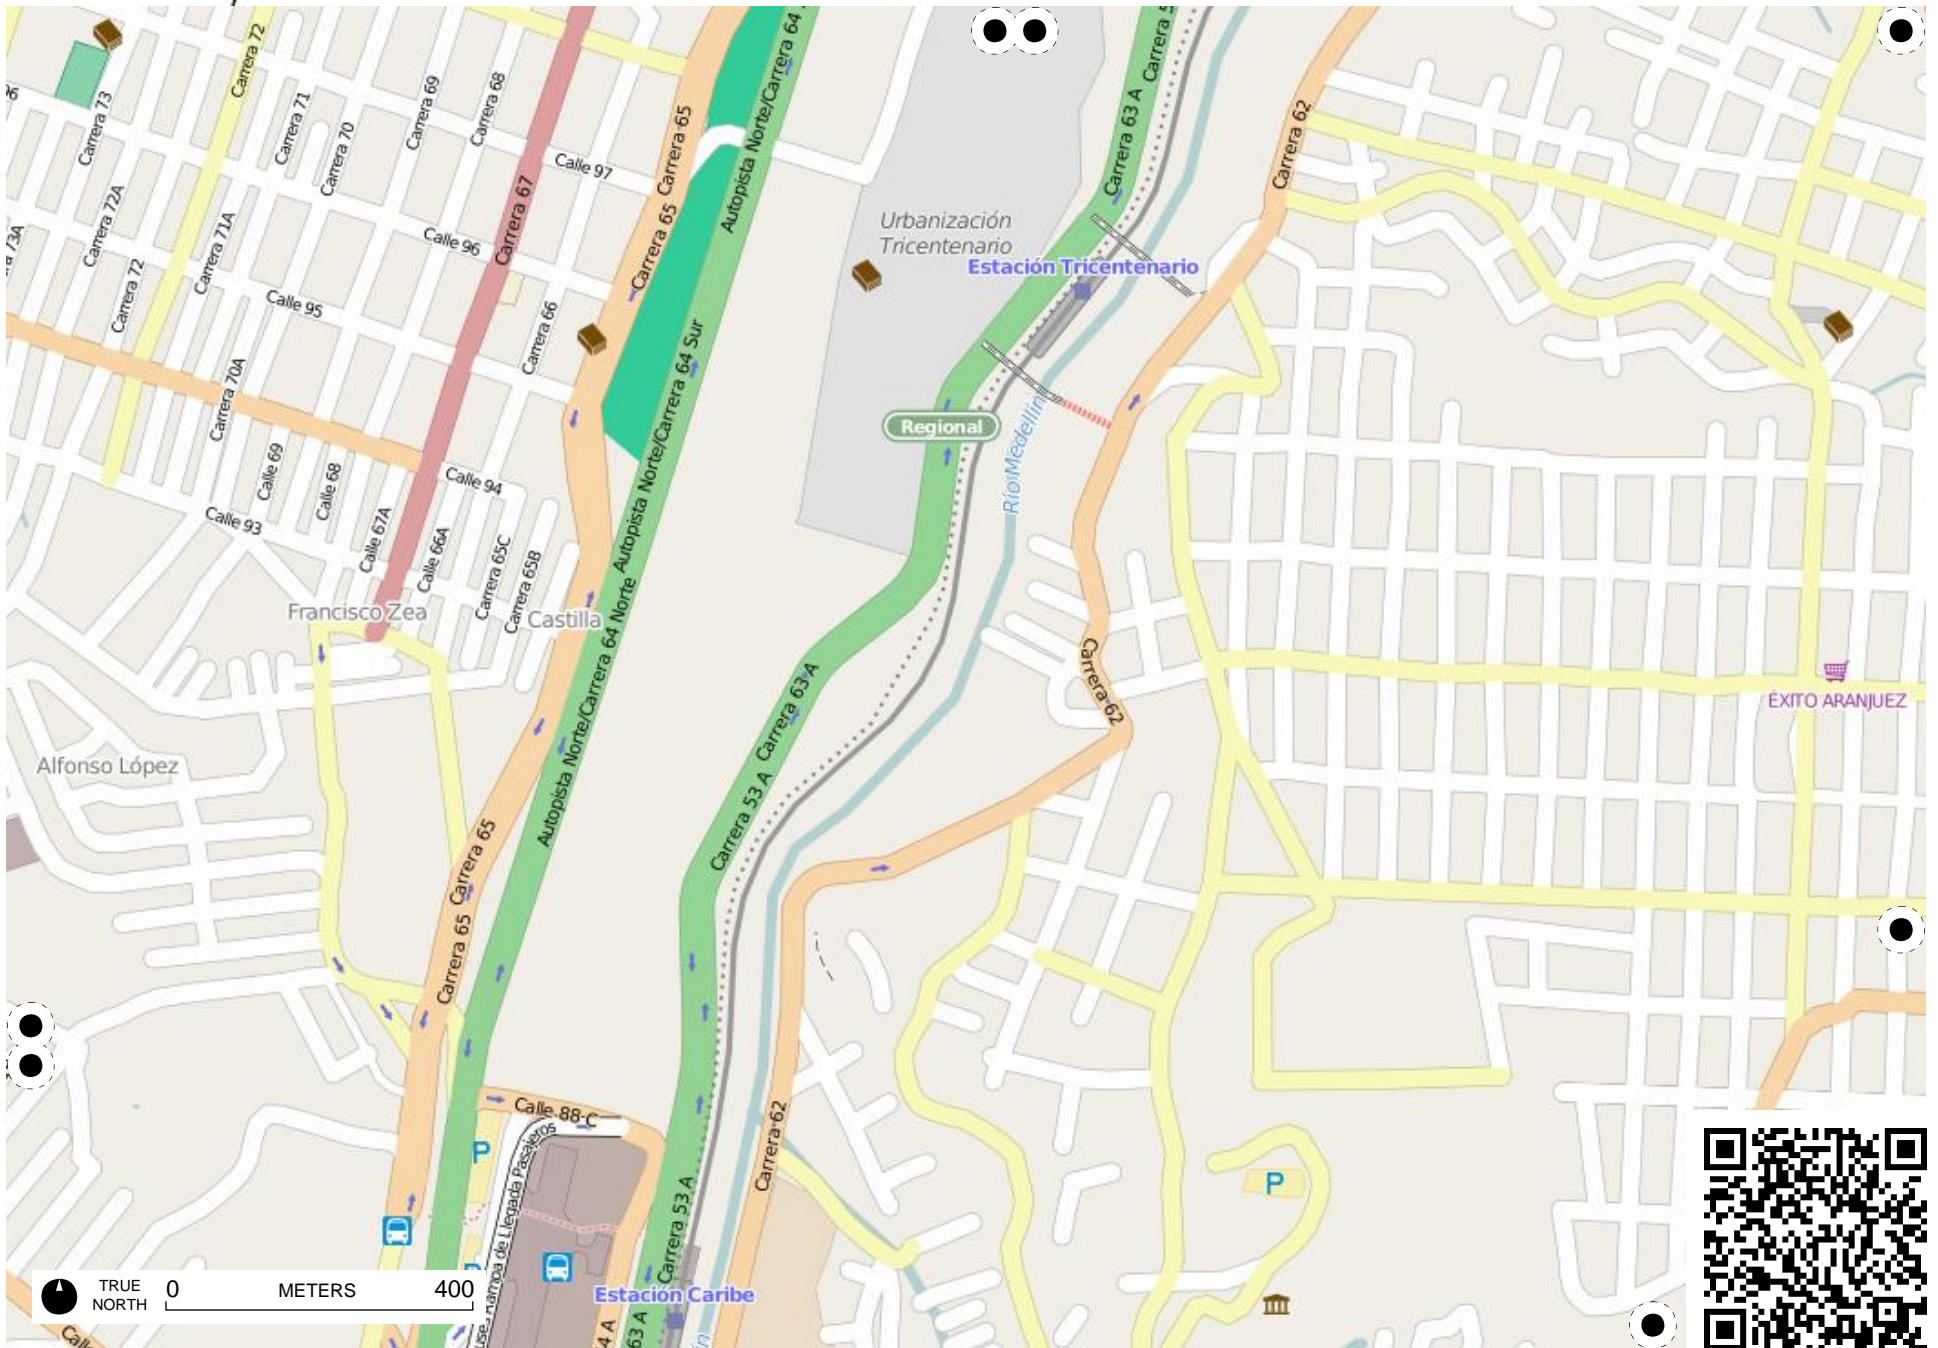 Carrera 72
Carrera 69
Carrera 68
Carrera 65
Autopista Norte/Carrera 64
Carrera 63 A
Carrera 62
96
Carrera 73
Carrera 71
Carrera 70
Calle 97
Carrera 67
Carrera 72A
Carrera 71A
Calle 96
Carrera 65
Urbanización
Tricentenario
Estación Tricentenario
Carrera 72
Calle 95
Carrera 66
Autopista Norte/Carrera 64 Sur
Carrera 70A
Regional
Río Medellín
Calle 69
Calle 68
Calle 94
Calle 93
Calle 67A
Carrera 66A
Carrera 65C
Carrera 65B
Francisco Zea
Castilla
Autopista Norte/Carrera 64 Norte
Carrera 63 A
Carrera 62
ÉXITO ARANJUEZ
Alfonso López
Carrera 53 A
Carrera 65
Carrera 65
Calle 88 C
P
Carrera 62
P
Rampa de Llegada Pasajeros
Carrera 53 A
Estación Caribe
63 A
4 A
TRUE
NORTH
0 METERS 400